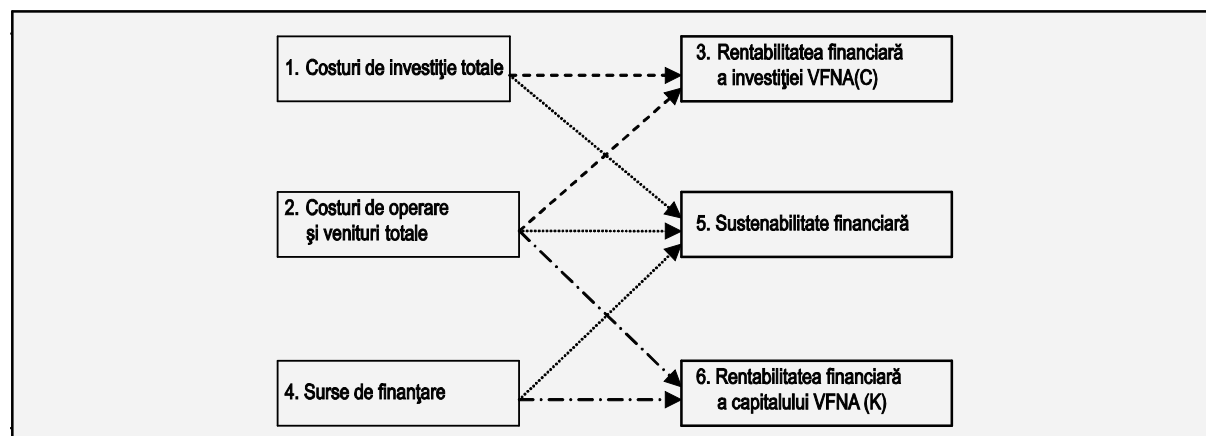 1. Costuri de investiţie totale
3. Rentabilitatea financiară
a investiţiei VFNA(C)
2. Costuri de operare
şi venituri totale
5. Sustenabilitate financiară
4. Surse de finanţare
6. Rentabilitatea financiară
a capitalului VFNA (K)